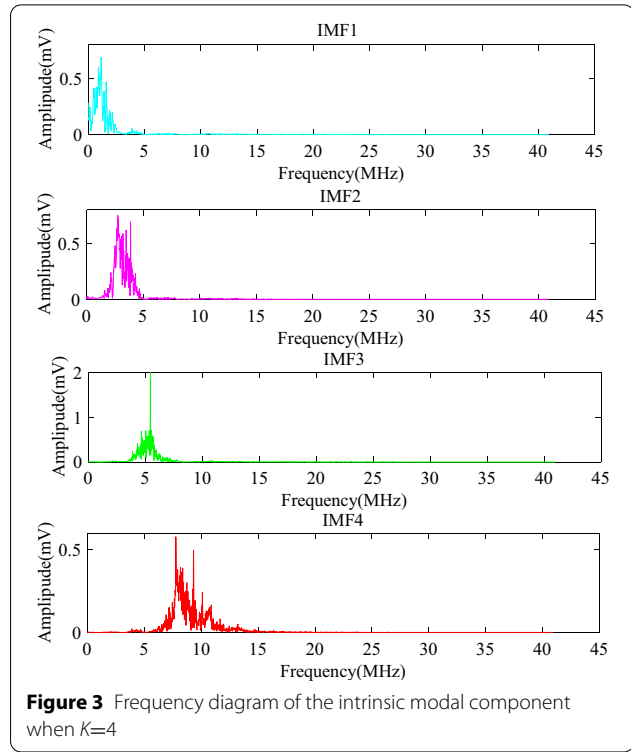 IMF1
Amplipude(mV)
0.5
0
0 5 10 15 20 25 30 35 40 45
Frequency(MHz)
IMF2
Amplipude(mV)
0.5
0
0 5 10 15 20 25 30 35 40 45
Frequency(MHz)
IMF3
Amplipude(mV)
2
1
0
0 5 10 15 20 25 30 35 40 45
Frequency(MHz)
IMF4
Amplipude(mV)
0.5
0
0 5 10 15 20 25 30 35 40 45
Frequency(MHz)
Figure 3 Frequency diagram of the intrinsic modal component
when K=4